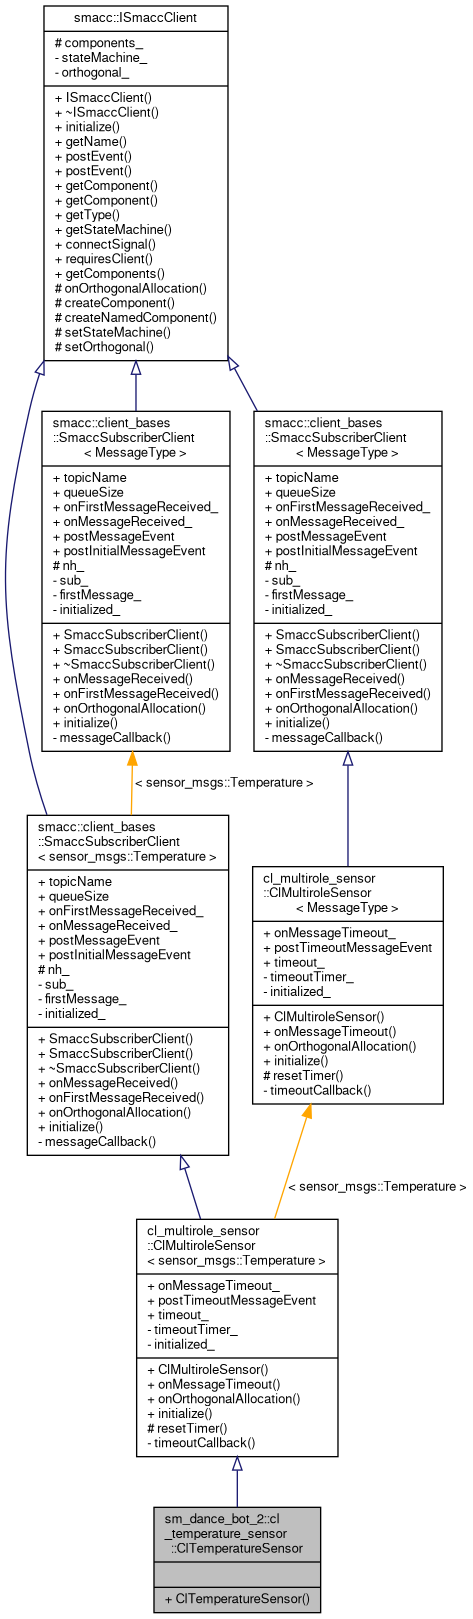 smacc::ISmaccClient
# components_
- stateMachine_
- orthogonal_
+ ISmaccClient()
+ ~ISmaccClient()
+ initialize()
+ getName()
+ postEvent()
+ postEvent()
+ getComponent()
+ getComponent()
+ getType()
+ getStateMachine()
+ connectSignal()
+ requiresClient()
+ getComponents()
# onOrthogonalAllocation()
# createComponent()
# createNamedComponent()
# setStateMachine()
# setOrthogonal()
smacc::client_bases
::SmaccSubscriberClient
< MessageType >
+ topicName
+ queueSize
+ onFirstMessageReceived_
+ onMessageReceived_
+ postMessageEvent
+ postInitialMessageEvent
# nh_
- sub_
- firstMessage_
- initialized_
+ SmaccSubscriberClient()
+ SmaccSubscriberClient()
+ ~SmaccSubscriberClient()
+ onMessageReceived()
+ onFirstMessageReceived()
+ onOrthogonalAllocation()
+ initialize()
- messageCallback()
smacc::client_bases
::SmaccSubscriberClient
< MessageType >
+ topicName
+ queueSize
+ onFirstMessageReceived_
+ onMessageReceived_
+ postMessageEvent
+ postInitialMessageEvent
# nh_
- sub_
- firstMessage_
- initialized_
+ SmaccSubscriberClient()
+ SmaccSubscriberClient()
+ ~SmaccSubscriberClient()
+ onMessageReceived()
+ onFirstMessageReceived()
+ onOrthogonalAllocation()
+ initialize()
- messageCallback()
< sensor_msgs::Temperature >
smacc::client_bases
::SmaccSubscriberClient
< sensor_msgs::Temperature >
+ topicName
+ queueSize
+ onFirstMessageReceived_
+ onMessageReceived_
+ postMessageEvent
+ postInitialMessageEvent
# nh_
- sub_
- firstMessage_
- initialized_
+ SmaccSubscriberClient()
+ SmaccSubscriberClient()
+ ~SmaccSubscriberClient()
+ onMessageReceived()
+ onFirstMessageReceived()
+ onOrthogonalAllocation()
+ initialize()
- messageCallback()
cl_multirole_sensor
::ClMultiroleSensor
< MessageType >
+ onMessageTimeout_
+ postTimeoutMessageEvent
+ timeout_
- timeoutTimer_
- initialized_
+ ClMultiroleSensor()
+ onMessageTimeout()
+ onOrthogonalAllocation()
+ initialize()
# resetTimer()
- timeoutCallback()
< sensor_msgs::Temperature >
cl_multirole_sensor
::ClMultiroleSensor
< sensor_msgs::Temperature >
+ onMessageTimeout_
+ postTimeoutMessageEvent
+ timeout_
- timeoutTimer_
- initialized_
+ ClMultiroleSensor()
+ onMessageTimeout()
+ onOrthogonalAllocation()
+ initialize()
# resetTimer()
- timeoutCallback()
sm_dance_bot_2::cl
_temperature_sensor
::ClTemperatureSensor
+ ClTemperatureSensor()